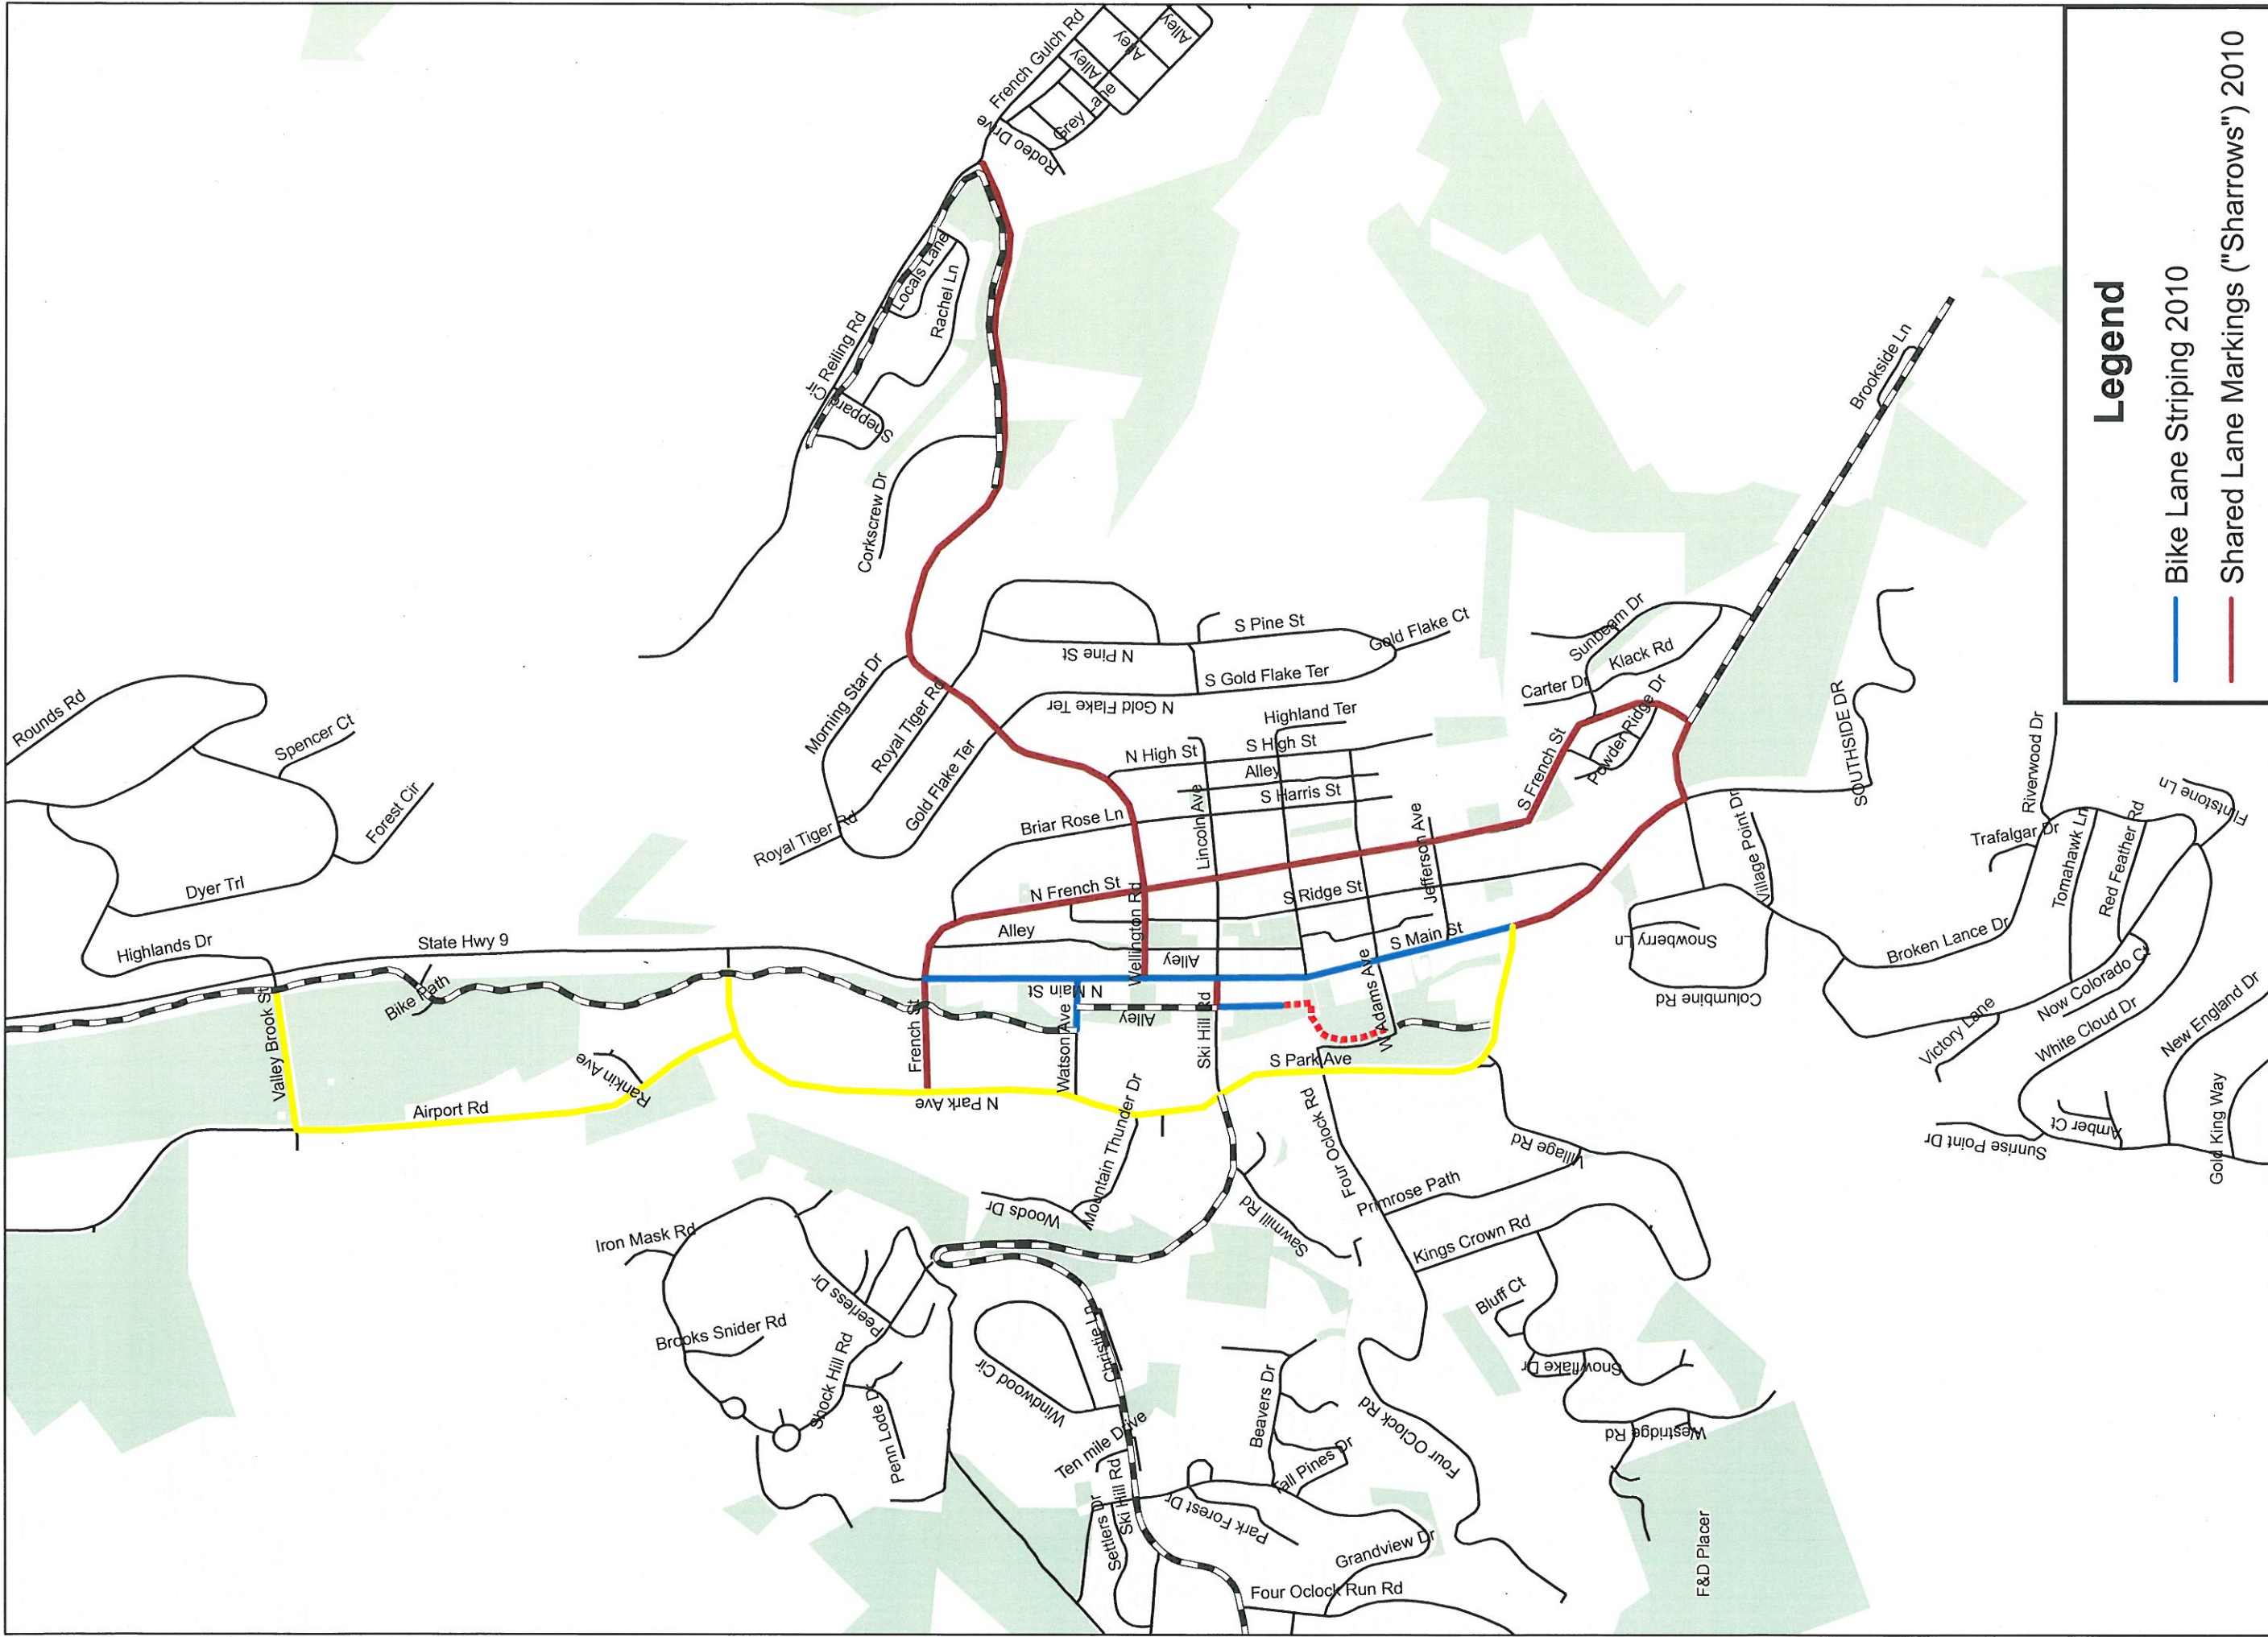 French Gulch Rd
Alley
Alley
Alley
Grey Lane
Rodeo Drive
Locals Lane
Rachel Ln
Reiling Rd
Sheppard Cir
Corkscrew Dr
Brookside Ln
Legend
Bike Lane Striping 2010
Shared Lane Markings ("Sharrows") 2010
Rounds Rd
Spencer Ct
Forest Cir
Dyer Trl
Highlands Dr
State Hwy 9
Bike Path
Valley Brook St
Airport Rd
Rankin Ave
Morning Star Dr
Royal Tiger Rd
Royal Tiger Rd
Gold Flake Ter
N Pine St
S Pine St
Gold Flake Ct
N Gold Flake Ter
S Gold Flake Ter
Highland Ter
N High St
S High St
Alley
S Harris St
Briar Rose Ln
Lincoln Ave
N French St
S Ridge St
Jefferson Ave
S French St
Carter Dr
Sunbeam Dr
Klack Rd
Powder Ridge Dr
SOUTHSIDE DR
Village Point Dr
Riverwood Dr
Trafalgar Dr
Tomahawk Ln
Red Feather Rd
Flintstone Ln
Alley
Alley
Wellington Rd
N Main St
S Main St
French St
Watson Ave
Alley
Ski Hill Rd
W Adams Ave
S Park Ave
N Park Ave
Snowberry Ln
Columbine Rd
Broken Lance Dr
Victory Lane
Now Colorado Ct
White Cloud Dr
New England Dr
Gold King Way
Amber Ct
Sunrise Point Dr
Mountain Thunder Dr
Woods Dr
Sawmill Rd
Four Oclock Rd
Village Rd
Primrose Path
Kings Crown Rd
Bluff Ct
Snowflake Dr
Westridge Rd
Iron Mask Rd
Peerless Dr
Brooks Snider Rd
Shock Hill Rd
Penn Lode Dr
Windwood Cir
Christie Ln
Ten mile Drive
Settlers Dr
Ski Hill Rd
Park Forest Dr
Beavers Dr
Tall Pines Dr
Four OClock Rd
Grandview Dr
Four Oclock Run Rd
F&D Placer